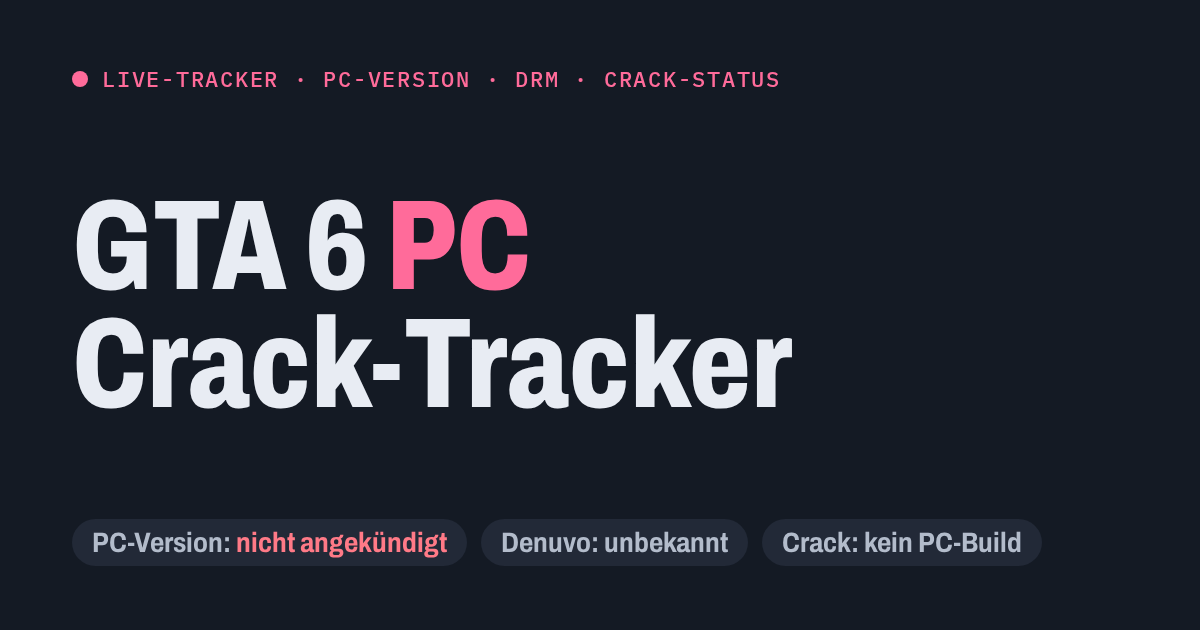 LIVE-TRACKER · PC-VERSION · DRM · CRACK-STATUS
GTA 6 PC
Crack-Tracker
PC-Version: nicht angekündigt
Denuvo: unbekannt
Crack: kein PC-Build